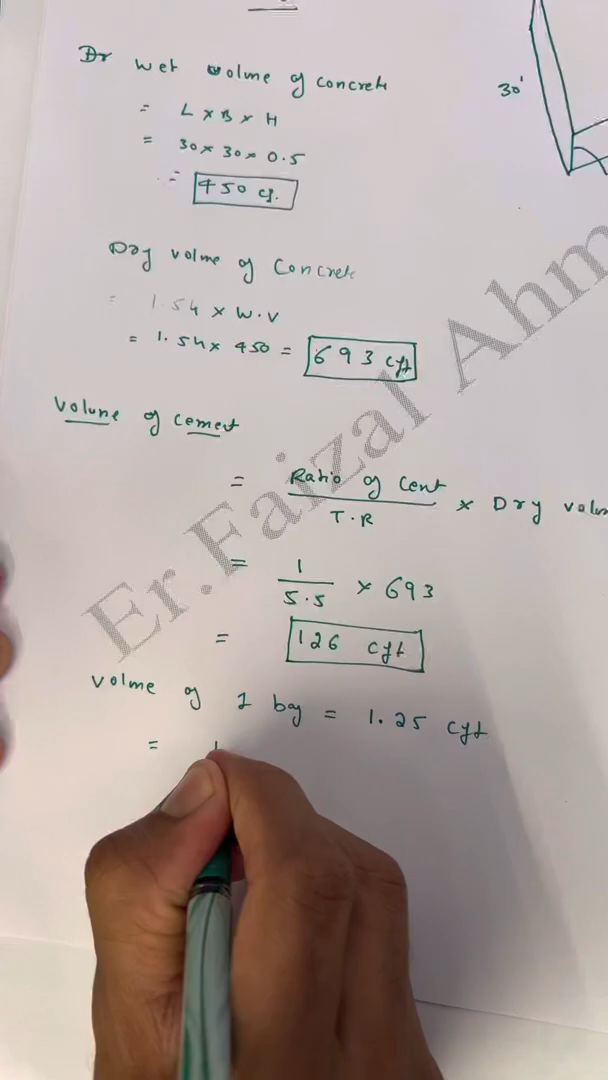 30'
Dr Wet volme of concrete
= L × B × H
= 30 × 30 × 0.5
= 450 cf.
Dry volme of concrete
= 1.54 × W.V
= 1.54 × 450 = 693 cft
Volume of cement
= Ratio of Cent / T.R × Dry volm
= 1 / 5.5 × 693
= 126 cft
volme of 1 bg = 1.25 cft
=
Er.Faizal Ahm